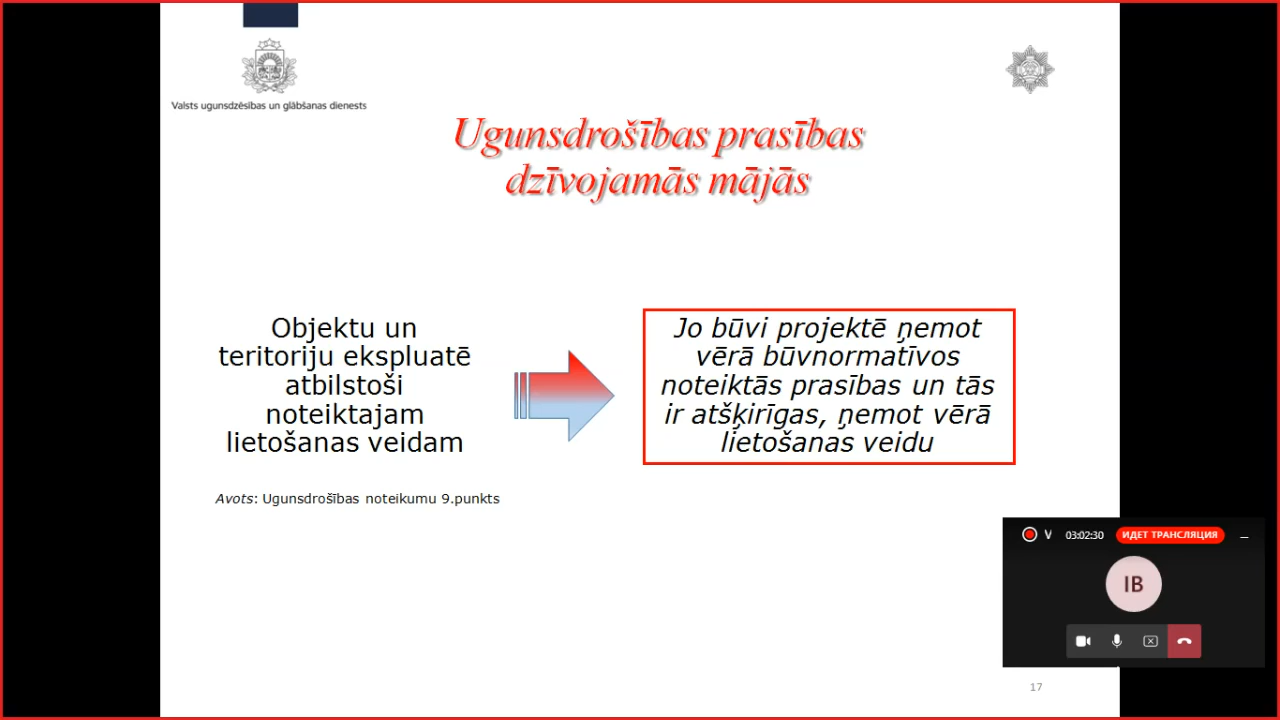 Valsts ugunsdzēsības un glābšanas dienests
Ugunsdrošības prasības
dzīvojamās mājās
Objektu un
teritoriju ekspluatē
atbilstoši
noteiktajam
lietošanas veidam
Jo būvi projektē ņemot
vērā būvnormatīvos
noteiktās prasības un tās
ir atšķirīgas, ņemot vērā
lietošanas veidu
Avots: Ugunsdrošības noteikumu 9.punkts
V 03:02:30 ИДЕТ ТРАНСЛЯЦИЯ
IB
17